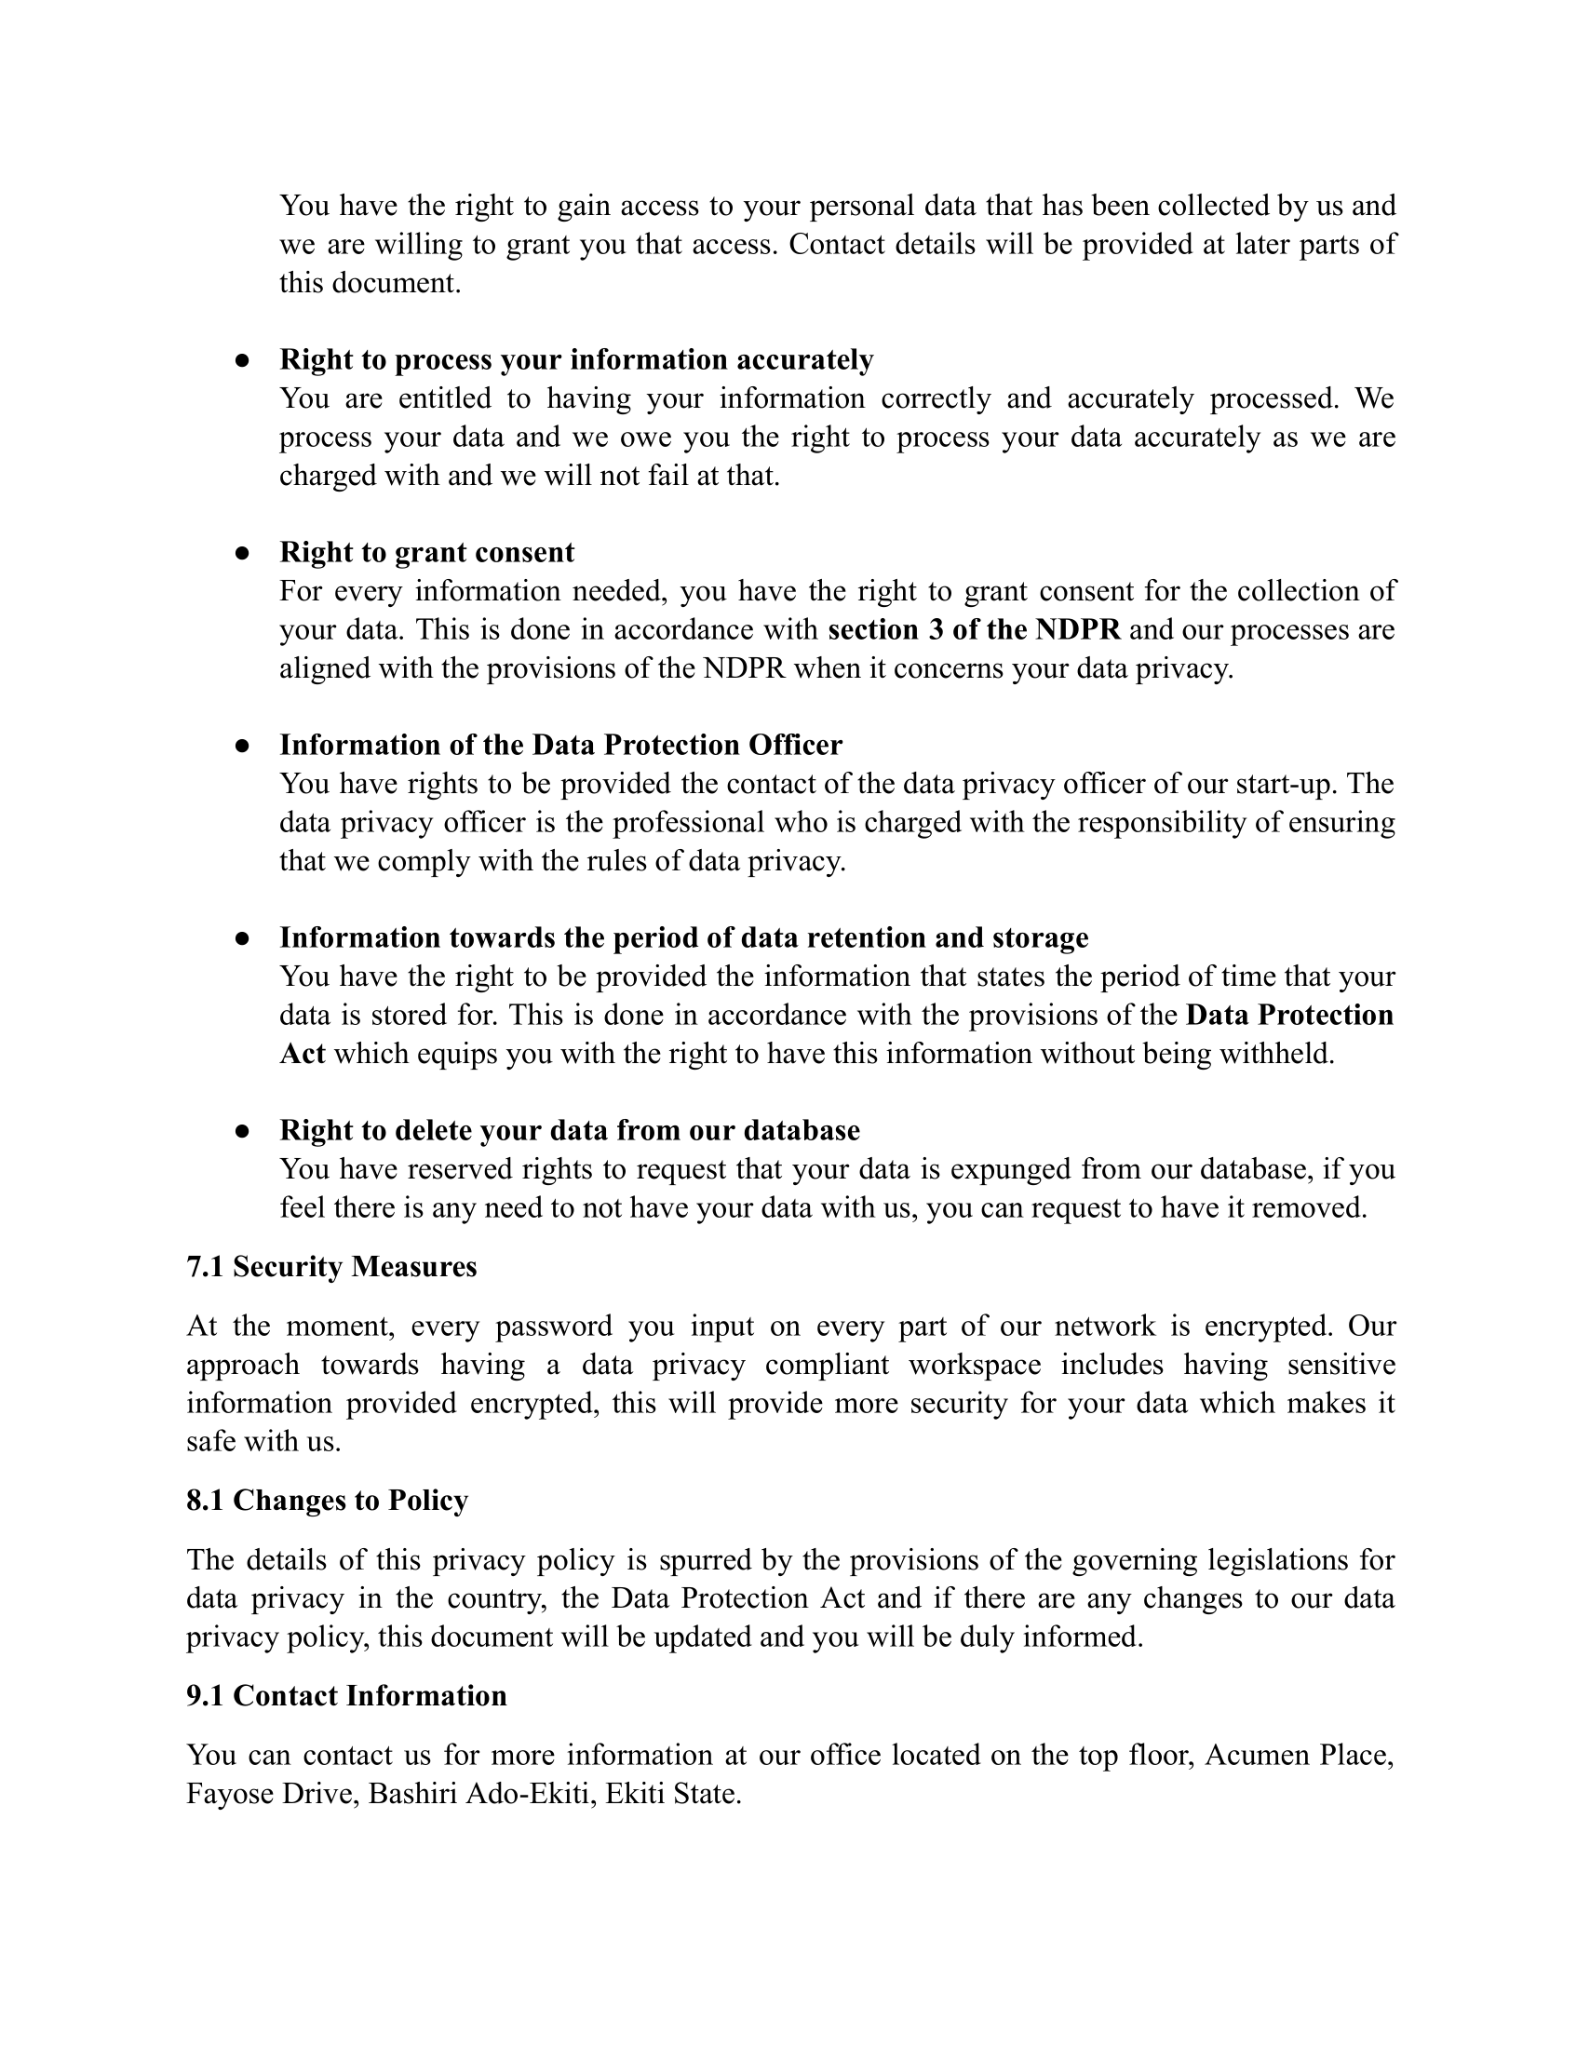 You have the right to gain access to your personal data that has been collected by us and
we are willing to grant you that access. Contact details will be provided at later parts of
this document.
● Right to process your information accurately
You are entitled to having your information correctly and accurately processed. We
process your data and we owe you the right to process your data accurately as we are
charged with and we will not fail at that.
● Right to grant consent
For every information needed, you have the right to grant consent for the collection of
your data. This is done in accordance with section 3 of the NDPR and our processes are
aligned with the provisions of the NDPR when it concerns your data privacy.
● Information of the Data Protection Officer
You have rights to be provided the contact of the data privacy officer of our start-up. The
data privacy officer is the professional who is charged with the responsibility of ensuring
that we comply with the rules of data privacy.
● Information towards the period of data retention and storage
You have the right to be provided the information that states the period of time that your
data is stored for. This is done in accordance with the provisions of the Data Protection
Act which equips you with the right to have this information without being withheld.
● Right to delete your data from our database
You have reserved rights to request that your data is expunged from our database, if you
feel there is any need to not have your data with us, you can request to have it removed.
7.1 Security Measures
At the moment, every password you input on every part of our network is encrypted. Our
approach towards having a data privacy compliant workspace includes having sensitive
information provided encrypted, this will provide more security for your data which makes it
safe with us.
8.1 Changes to Policy
The details of this privacy policy is spurred by the provisions of the governing legislations for
data privacy in the country, the Data Protection Act and if there are any changes to our data
privacy policy, this document will be updated and you will be duly informed.
9.1 Contact Information
You can contact us for more information at our office located on the top floor, Acumen Place,
Fayose Drive, Bashiri Ado-Ekiti, Ekiti State.